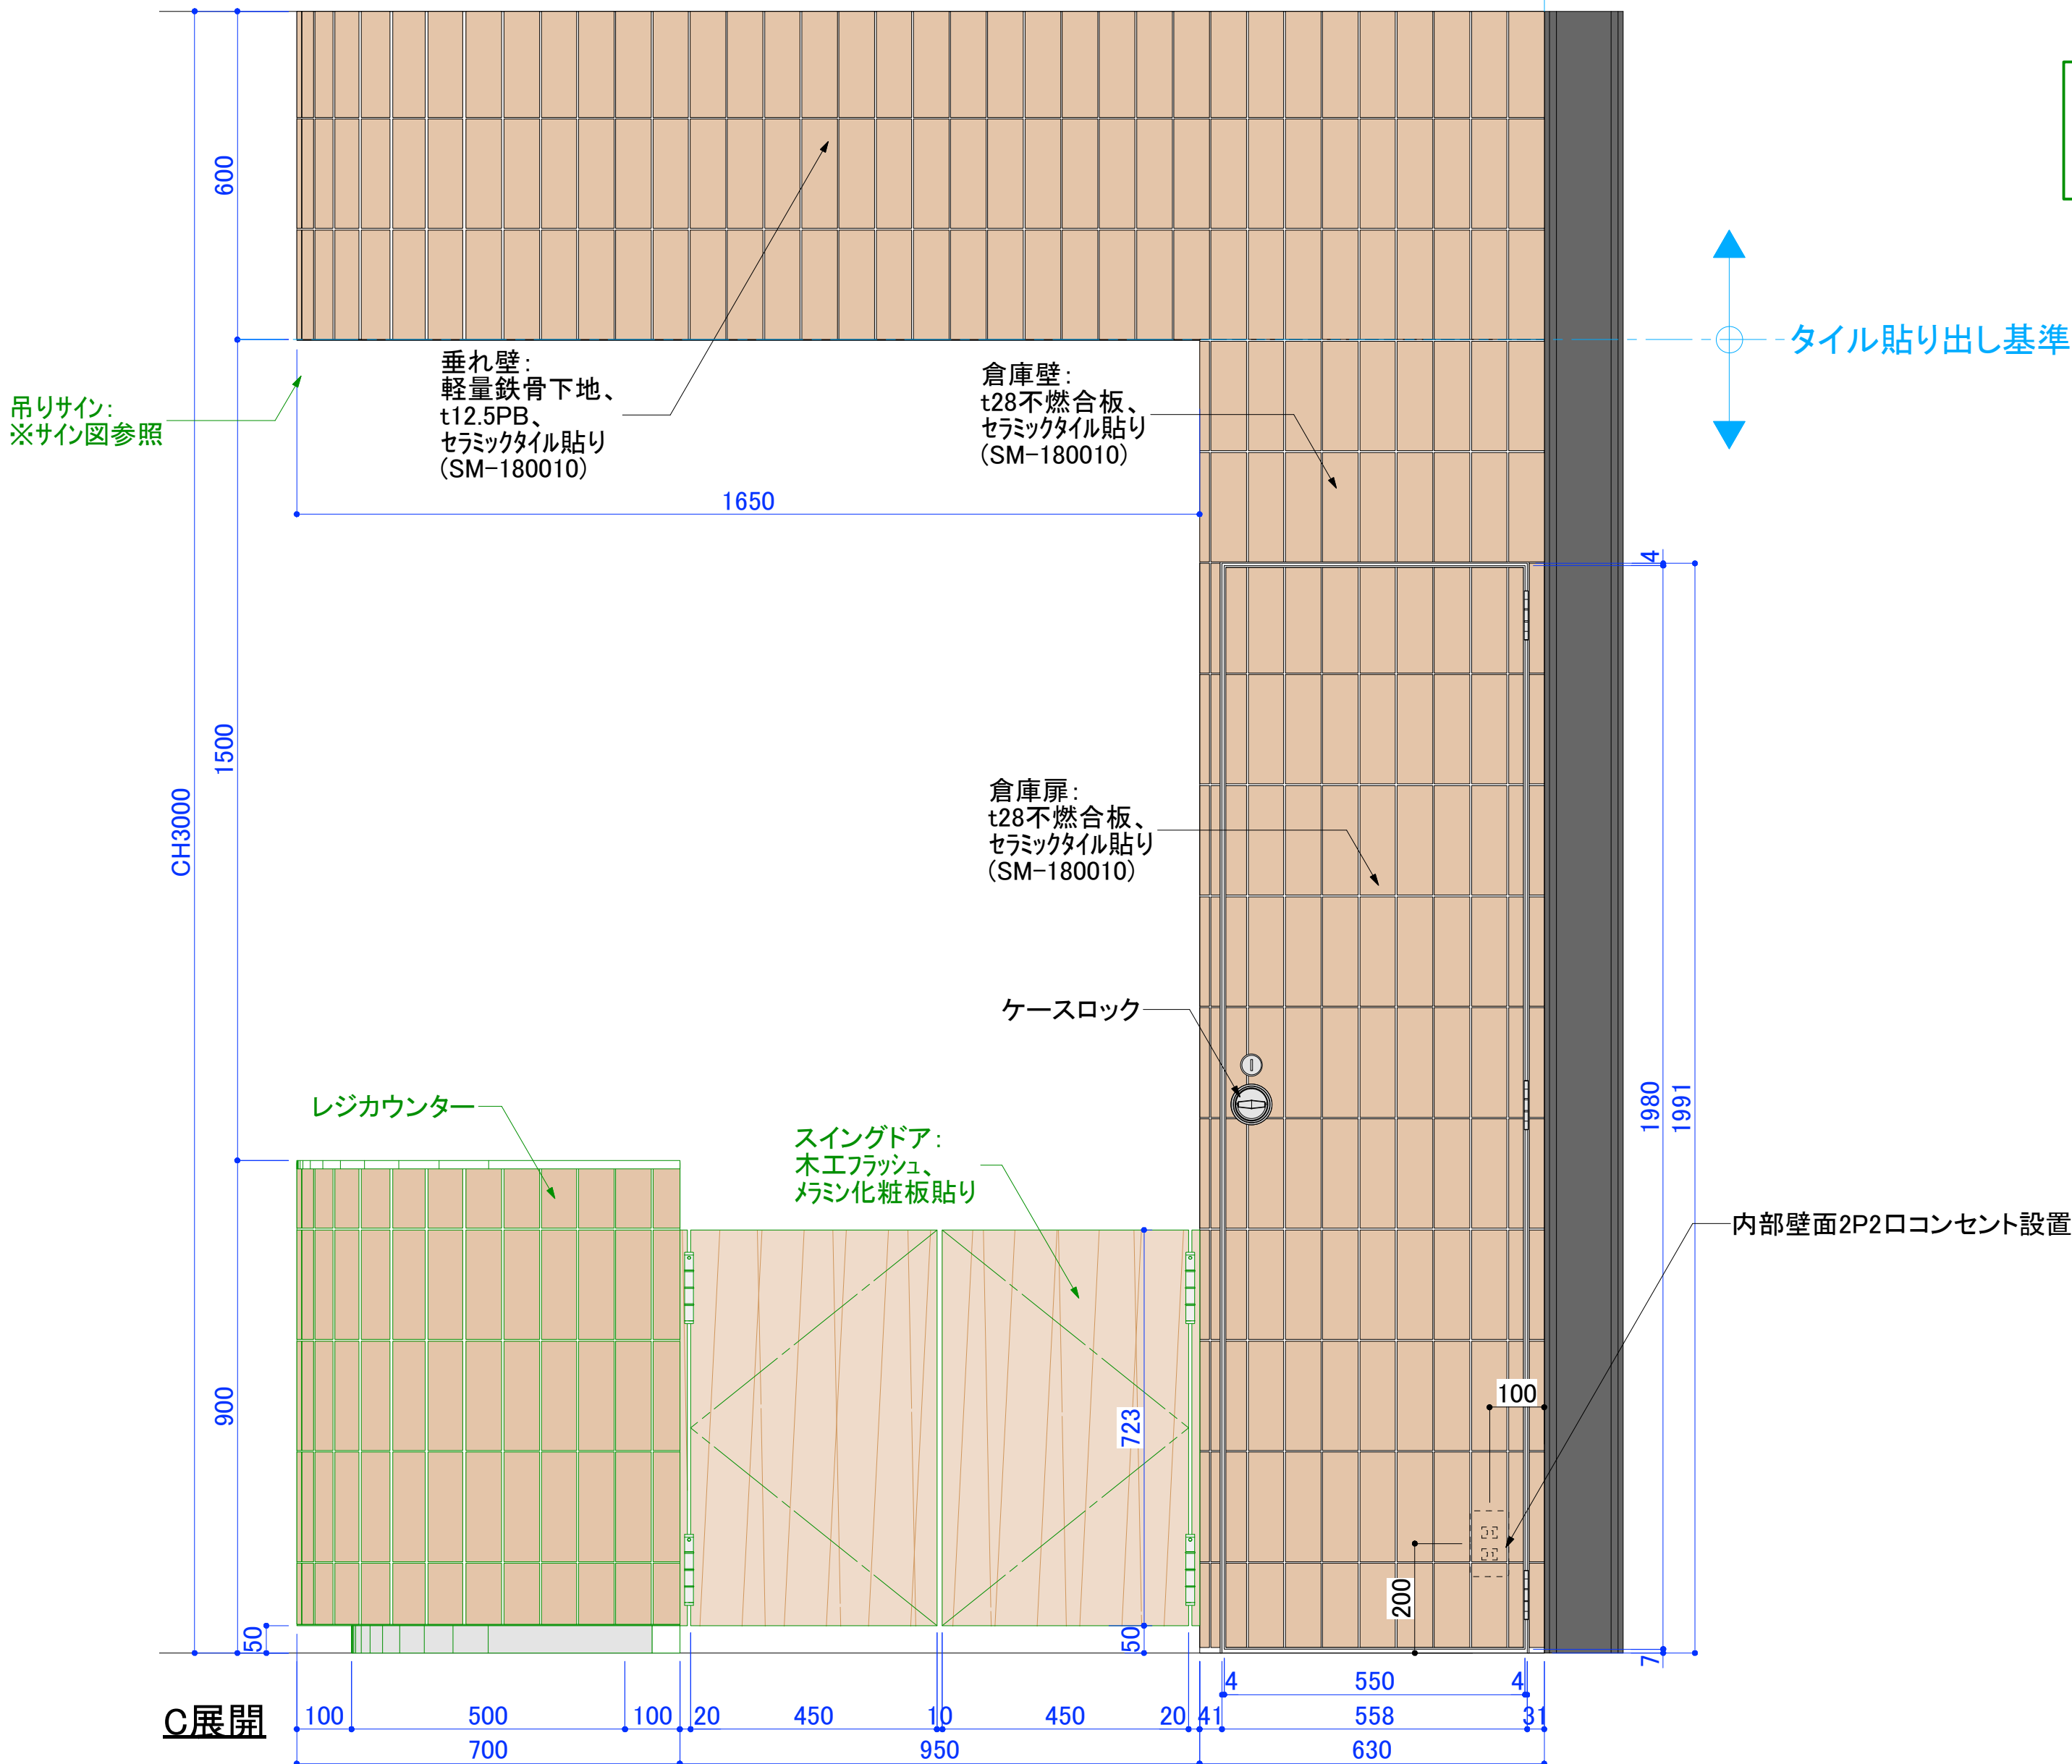 600
タイル貼り出し基準
垂れ壁:
軽量鉄骨下地、
t12.5PB、
セラミックタイル貼り
(SM-180010)
倉庫壁:
t28不燃合板、
セラミックタイル貼り
(SM-180010)
吊りサイン:
※サイン図参照
1650
4
1500
CH3000
倉庫扉:
t28不燃合板、
セラミックタイル貼り
(SM-180010)
ケースロック
1980
1991
レジカウンター
スイングドア:
木工フラッシュ、
メラミン化粧板貼り
内部壁面2P2口コンセント設置
900
723
100
200
50
50
7
4
550
4
C展開
100
500
100
20
450
10
450
20
41
558
31
700
950
630